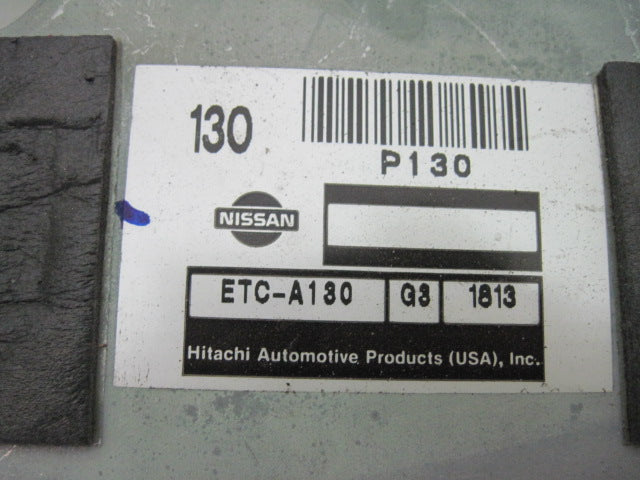 130
P130
NISSAN
ETC-A130 G3 1813
Hitachi Automotive Products (USA), Inc.